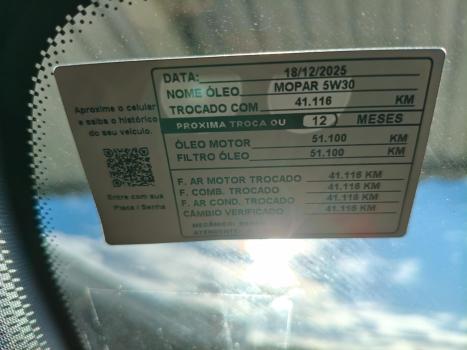 Aproxime o celular
e saiba o histórico
do seu veículo.
Entre com sua
Placa / Senha
DATA: 18/12/2025
NOME ÓLEO MOPAR 5W30
TROCADO COM 41.116 KM
PROXIMA TROCA OU 12 MESES
ÓLEO MOTOR 51.100 KM
FILTRO ÓLEO 51.100 KM
F. AR MOTOR TROCADO 41.116 KM
F. COMB. TROCADO 41.116 KM
F. AR COND. TROCADO 41.116 KM
CÂMBIO VERIFICADO 41.116 KM
MECÂNICO:
ATENDENTE: